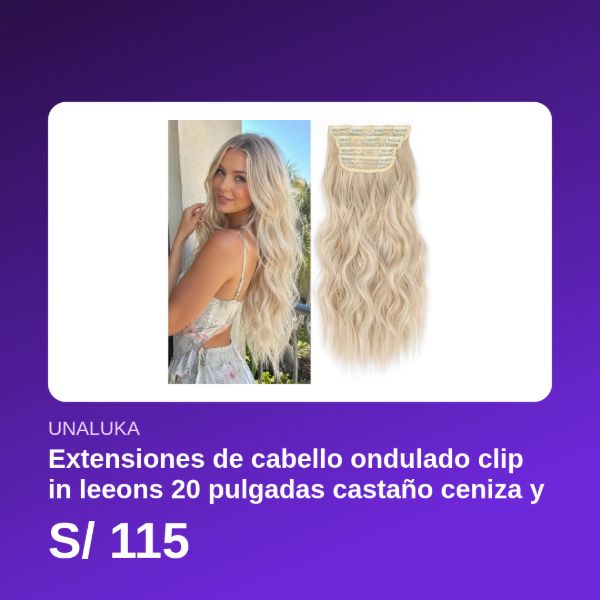 UNALUKA
Extensiones de cabello ondulado clip
in leeons 20 pulgadas castaño ceniza y
S/ 115